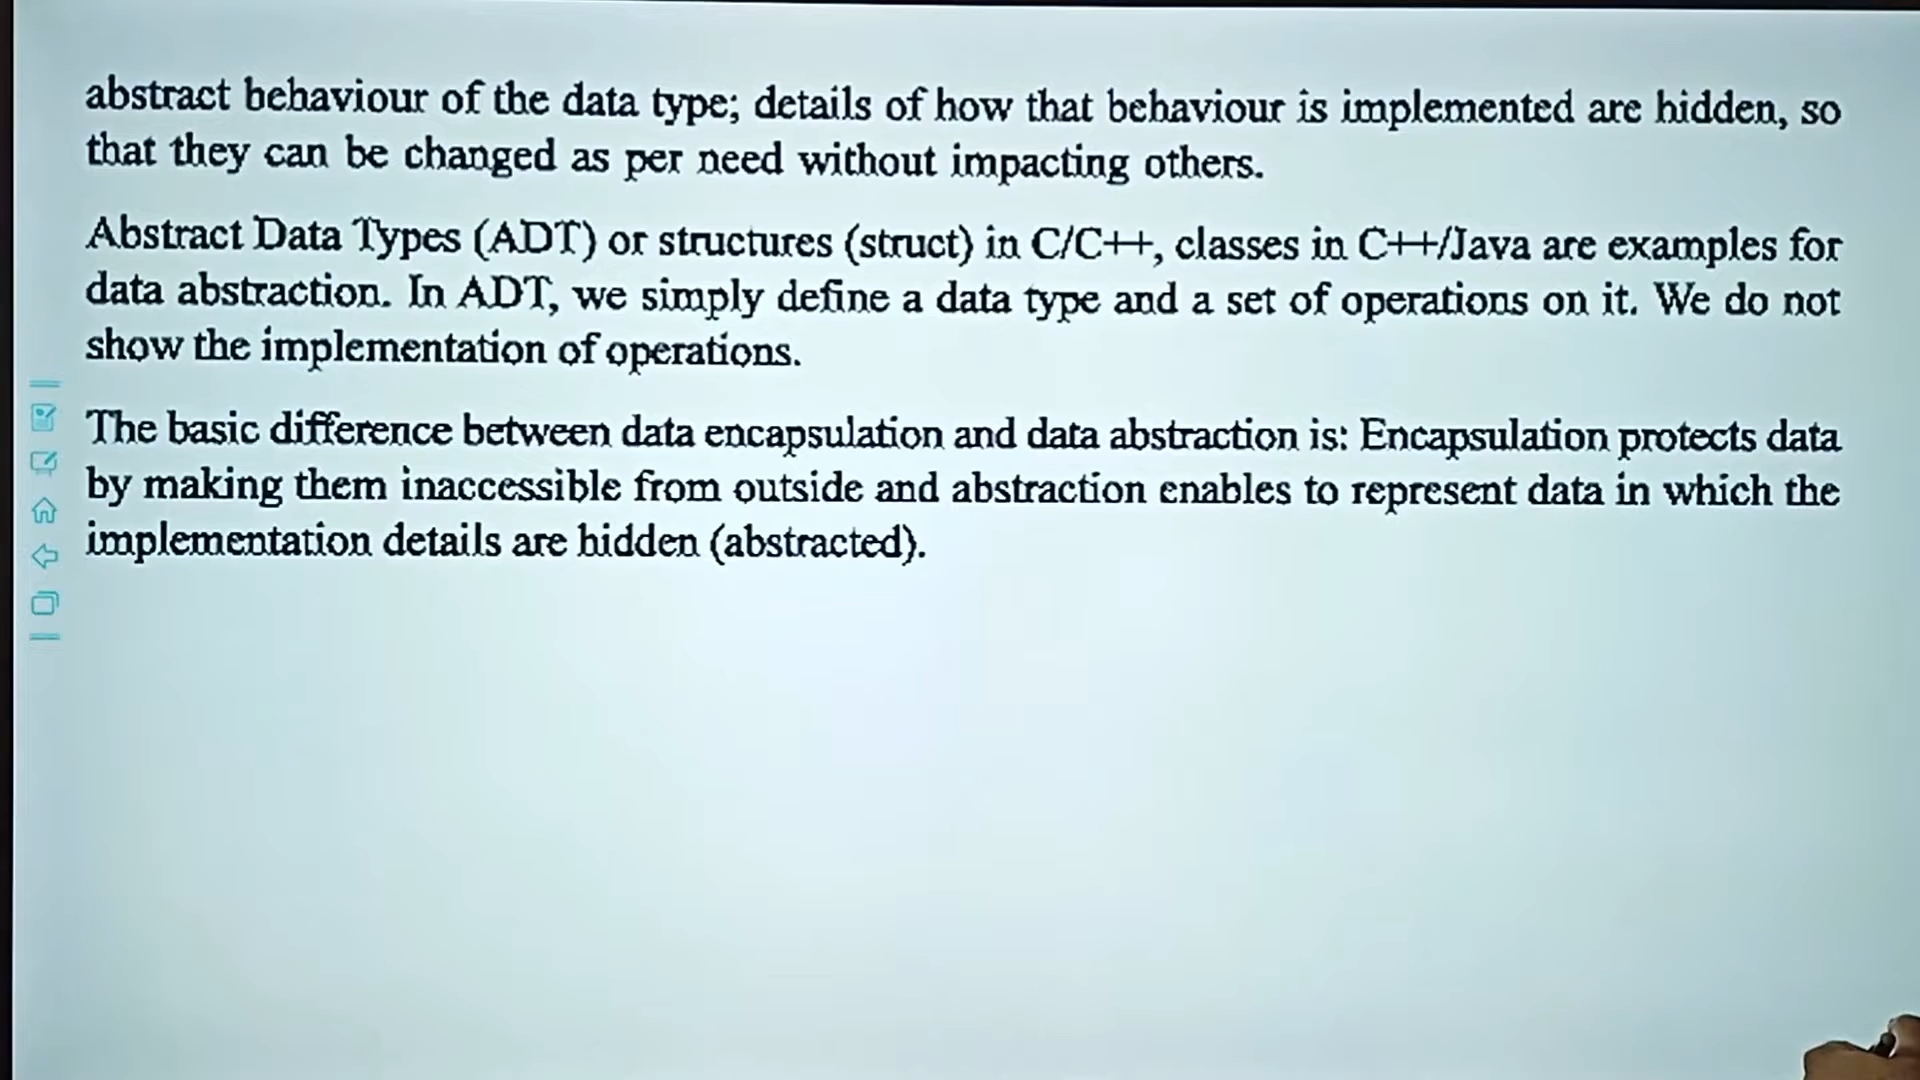 abstract behaviour of the data type; details of how that behaviour is implemented are hidden, so
that they can be changed as per need without impacting others.
Abstract Data Types (ADT) or structures (struct) in C/C++, classes in C++/Java are examples for
data abstraction. In ADT, we simply define a data type and a set of operations on it. We do not
show the implementation of operations.
The basic difference between data encapsulation and data abstraction is: Encapsulation protects data
by making them inaccessible from outside and abstraction enables to represent data in which the
implementation details are hidden (abstracted).